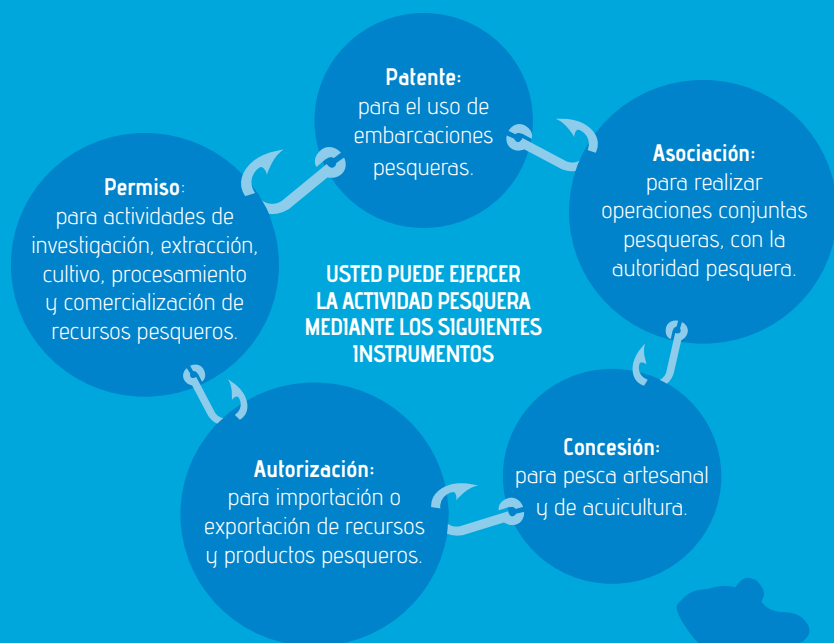 Patente:
para el uso de
embarcaciones
pesqueras.
Asociación:
para realizar
operaciones conjuntas
pesqueras, con la
autoridad pesquera.
Permiso:
para actividades de
investigación, extracción,
cultivo, procesamiento
y comercialización de
recursos pesqueros.
USTED PUEDE EJERCER
LA ACTIVIDAD PESQUERA
MEDIANTE LOS SIGUIENTES
INSTRUMENTOS
Concesión:
para pesca artesanal
y de acuicultura.
Autorización:
para importación o
exportación de recursos
y productos pesqueros.